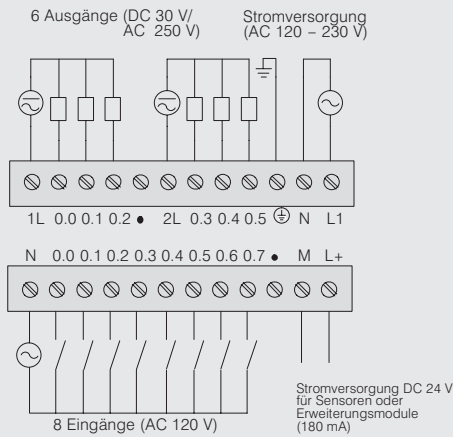 6 Ausgänge (DC 30 V/
AC 250 V)
Stromversorgung
(AC 120 – 230 V)
1L 0.0 0.1 0.2 • 2L 0.3 0.4 0.5 N L1
N 0.0 0.1 0.2 0.3 0.4 0.5 0.6 0.7 • M L+
8 Eingänge (AC 120 V)
Stromversorgung DC 24 V
für Sensoren oder
Erweiterungsmodule
(180 mA)